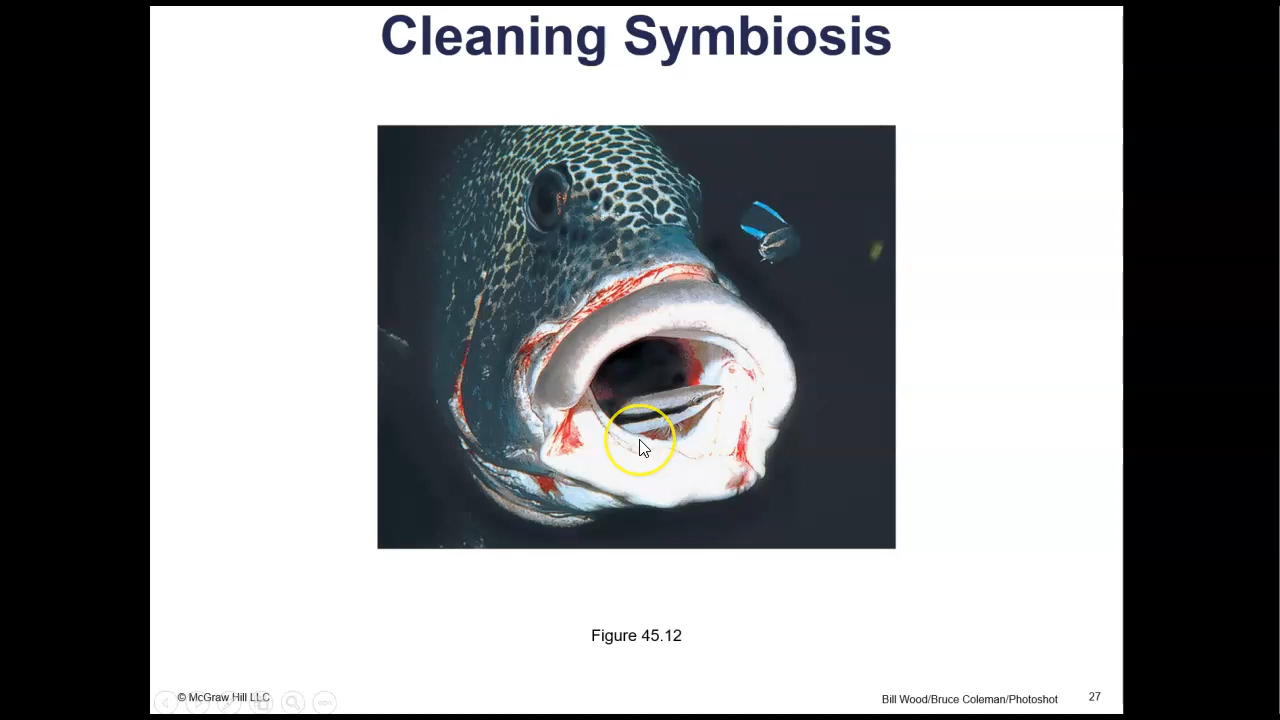 Cleaning Symbiosis
Figure 45.12
© McGraw Hill LLC
Bill Wood/Bruce Coleman/Photoshot
27